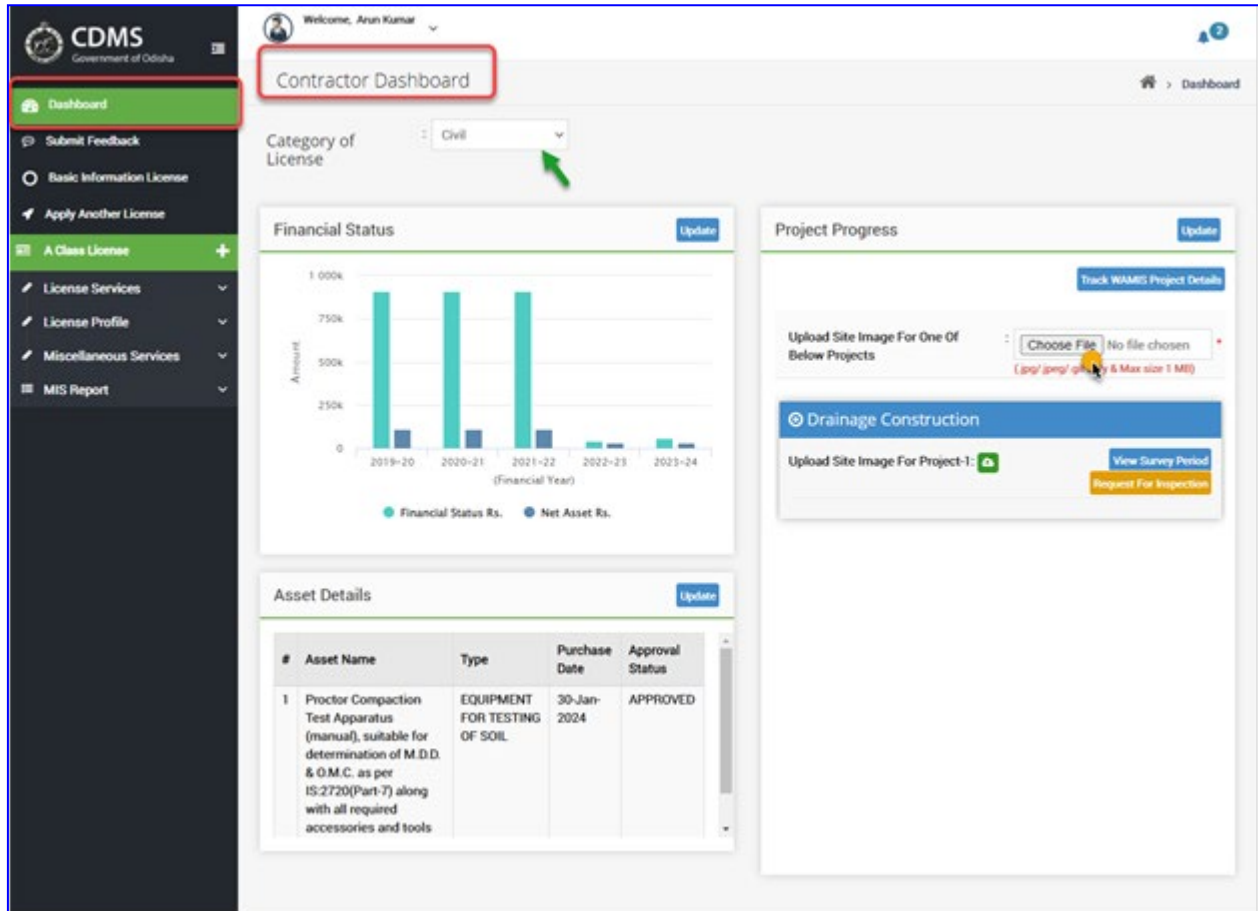 CDMS
Government of Odisha
Dashboard
Submit Feedback
Basic Information License
Apply Another License
A Class License
License Services
License Profile
Miscellaneous Services
MIS Report
Welcome, Arun Kumar
2
Contractor Dashboard
> Dashboard
Category of
License
: Civil
Financial Status
Update
1 000k
750k
500k
250k
0
Amount
2019-20 2020-21 2021-22 2022-23 2023-24
(Financial Year)
Financial Status Rs. Net Asset Rs.
Asset Details
Update
# Asset Name Type Purchase Date Approval Status
1 Proctor Compaction
Test Apparatus
(manual), suitable for
determination of M.D.D.
& O.M.C. as per
IS:2720(Part-7) along
with all required
accessories and tools
EQUIPMENT
FOR TESTING
OF SOIL
30-Jan-
2024
APPROVED
Project Progress
Update
Track WAMIS Project Details
Upload Site Image For One Of
Below Projects
: Choose File No file chosen *
(.jpg/.jpeg/ & Max size 1 MB)
Drainage Construction
Upload Site Image For Project-1:
View Survey Period
Request For Inspection